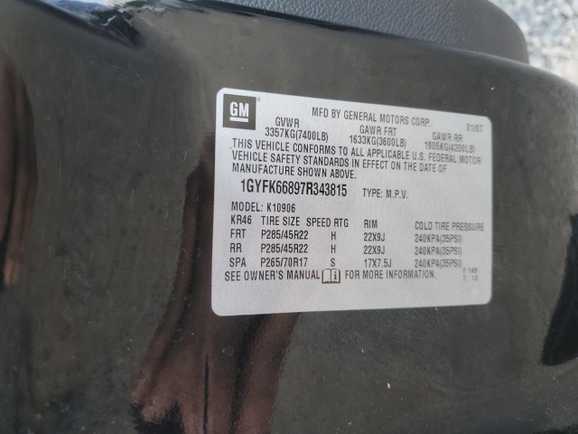 GM
MFD BY GENERAL MOTORS CORP
GVWR GAWR FRT GAWR RR
3357KG(7400LB) 1633KG(3600LB)
THIS VEHICLE CONFORMS TO ALL APPLICABLE U.S. FEDERAL MOTOR
VEHICLE SAFETY STANDARDS IN EFFECT ON THE DATE OF
MANUFACTURE SHOWN ABOVE.
1GYFK66897R343815 TYPE: M.P.V.
MODEL: K10906
KR46 TIRE SIZE SPEED RTG RIM COLD TIRE PRESSURE
FRT P285/45R22 H 22X9J 240KPA(35PSI)
RR P285/45R22 H 22X9J 240KPA(35PSI)
SPA P265/70R17 S 17X7.5J 240KPA(35PSI)
SEE OWNER'S MANUAL FOR MORE INFORMATION.